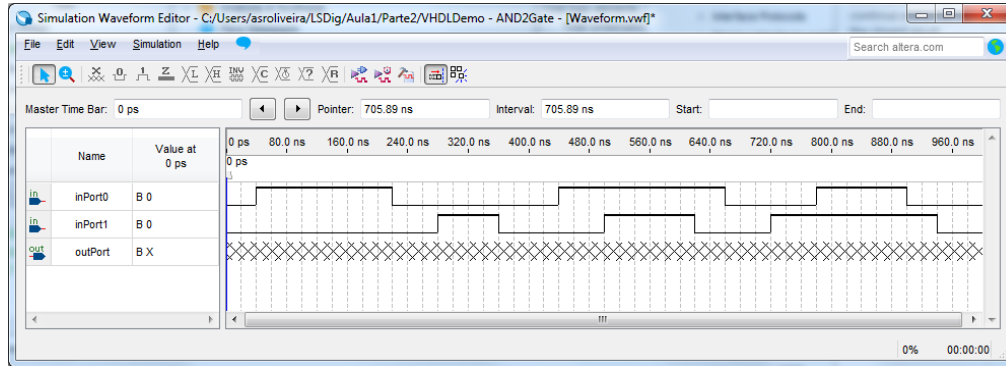 Simulation Waveform Editor - C:/Users/asroliveira/LSDig/Aula1/Parte2/VHDLDemo - AND2Gate - [Waveform.vwf]*
File Edit View Simulation Help
Search altera.com
Master Time Bar: 0 ps
Pointer: 705.89 ns
Interval: 705.89 ns
Start:
End:
Name
Value at
0 ps
0 ps 80.0 ns 160.0 ns 240.0 ns 320.0 ns 400.0 ns 480.0 ns 560.0 ns 640.0 ns 720.0 ns 800.0 ns 880.0 ns 960.0 ns
0 ps
in inPort0 B 0
in inPort1 B 0
out outPort B X
0% 00:00:00